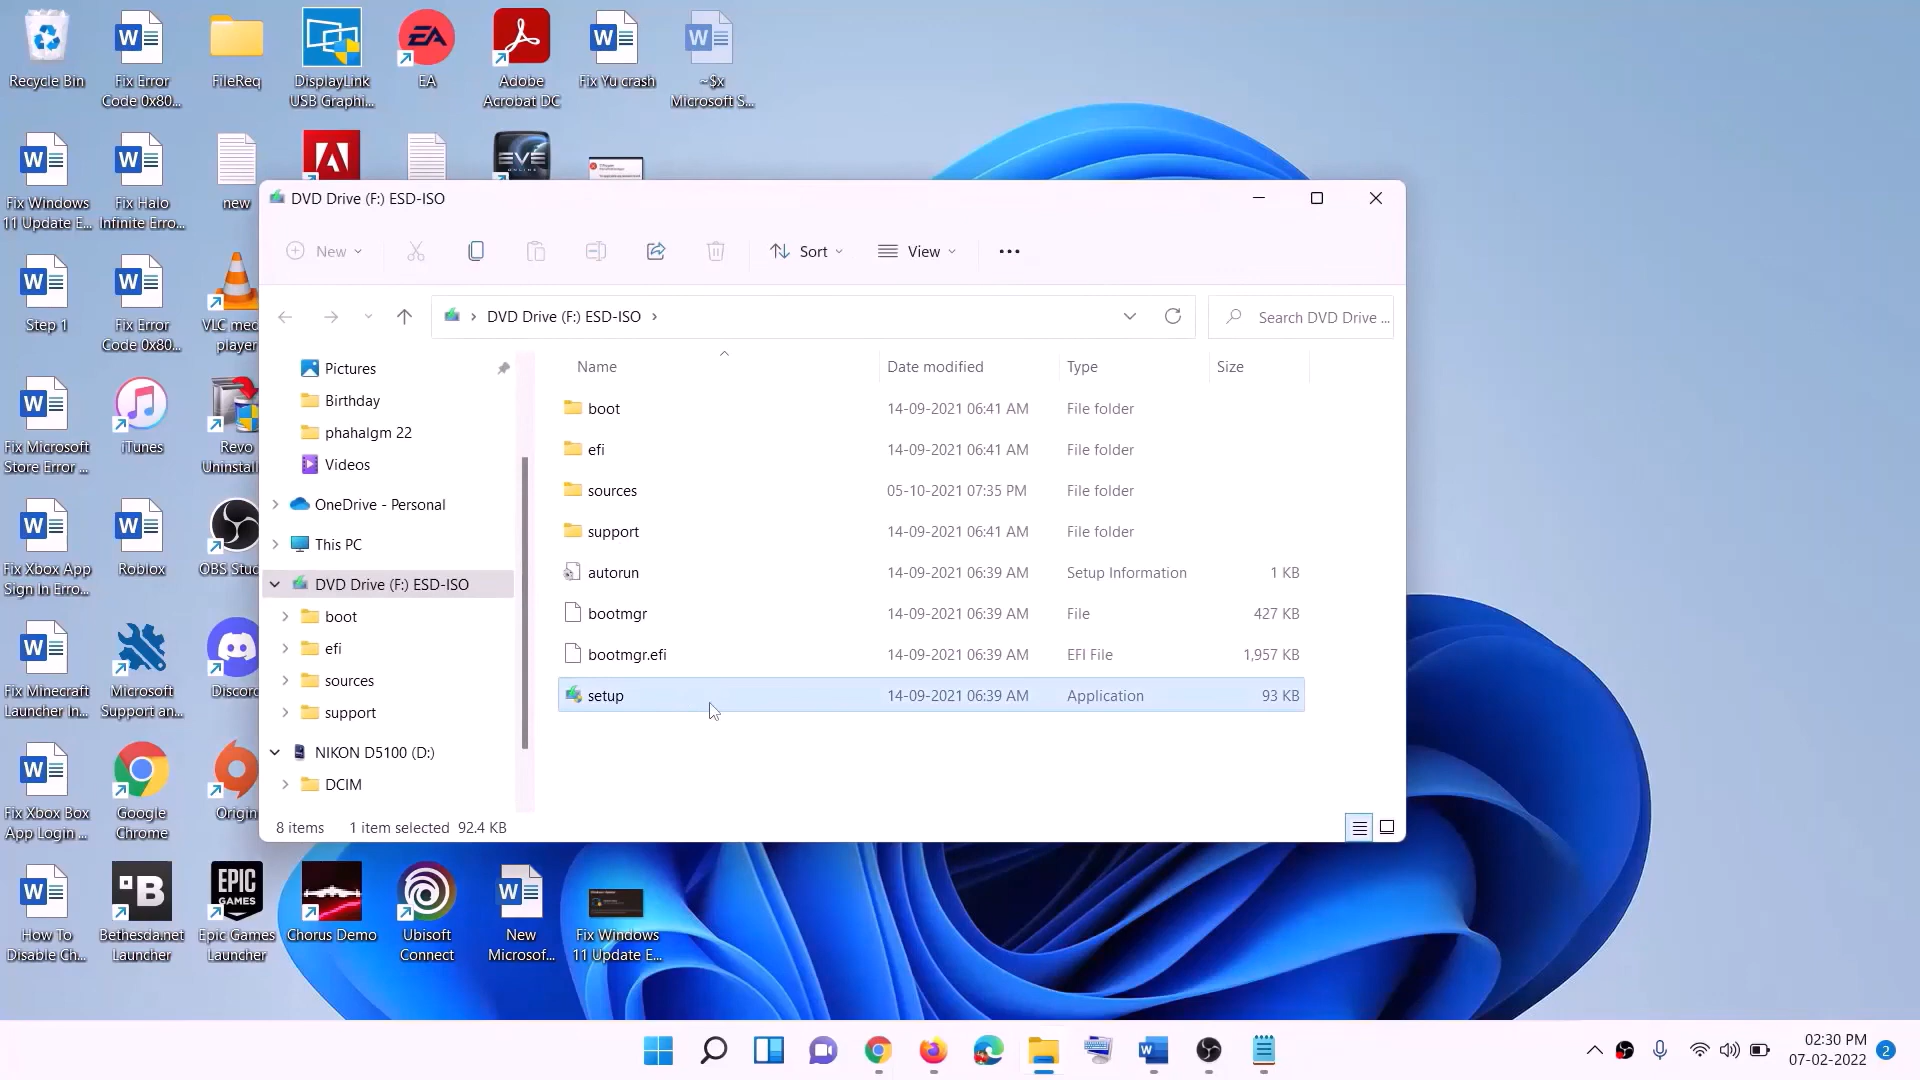 Recycle Bin
Fix Error
Code 0x80...
FileReq
DisplayLink
USB Graphi...
EA
Adobe
Acrobat DC
Fix Yu crash
~$x
Microsoft S...
Fix Windows
11 Update E...
Fix Halo
Infinite Erro...
new
EVE
ONLINE
Step 1
Fix Error
Code 0x80...
VLC med
player
Fix Microsoft
Store Error ...
iTunes
Revo
Uninstall
Fix Xbox App
Sign In Erro...
Roblox
OBS Stud
Fix Minecraft
Launcher In...
Microsoft
Support an...
Discord
Fix Xbox Box
App Login ...
Google
Chrome
Origin
How To
Disable Ch...
Bethesda.net
Launcher
EPIC
GAMES
Epic Games
Launcher
Chorus Demo
Ubisoft
Connect
New
Microsof...
Fix Windows
11 Update E...
DVD Drive (F:) ESD-ISO
New
Sort
View
DVD Drive (F:) ESD-ISO
Search DVD Drive ...
Pictures
Birthday
phahalgm 22
Videos
OneDrive - Personal
This PC
DVD Drive (F:) ESD-ISO
boot
efi
sources
support
NIKON D5100 (D:)
DCIM
Name Date modified Type Size
boot 14-09-2021 06:41 AM File folder
efi 14-09-2021 06:41 AM File folder
sources 05-10-2021 07:35 PM File folder
support 14-09-2021 06:41 AM File folder
autorun 14-09-2021 06:39 AM Setup Information 1 KB
bootmgr 14-09-2021 06:39 AM File 427 KB
bootmgr.efi 14-09-2021 06:39 AM EFI File 1,957 KB
setup 14-09-2021 06:39 AM Application 93 KB
8 items 1 item selected 92.4 KB
02:30 PM
07-02-2022
2